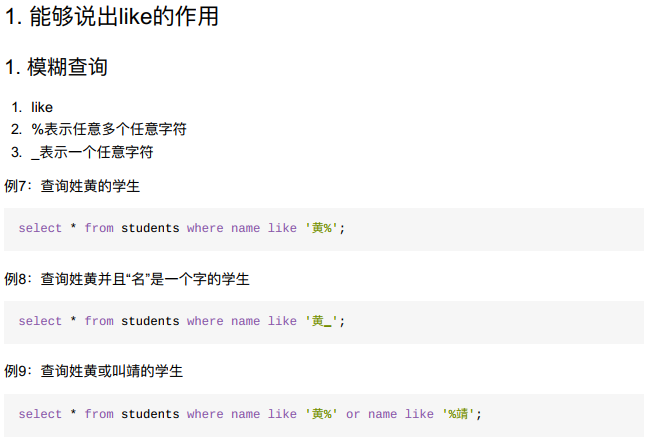 1. 能够说出like的作用
1. 模糊查询
1. like
2. %表示任意多个任意字符
3. _表示一个任意字符
例7：查询姓黄的学生
select * from students where name like '黄%';
例8：查询姓黄并且“名”是一个字的学生
select * from students where name like '黄_';
例9：查询姓黄或叫靖的学生
select * from students where name like '黄%' or name like '%靖';